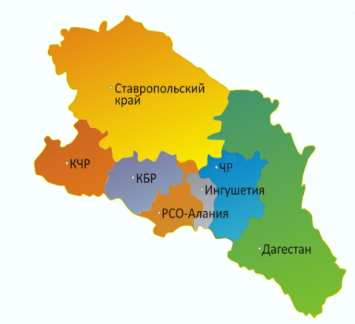 Ставропольский
край
КЧР
КБР
ЧР
Ингушетия
РСО-Алания
Дагестан